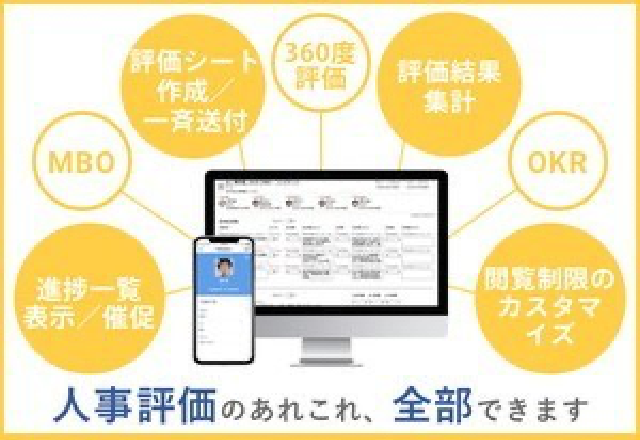 360度
評価
評価シート
作成／
一斉送付
評価結果
集計
MBO
OKR
進捗一覧
表示／催促
閲覧制限の
カスタマ
イズ
人事評価のあれこれ、全部できます